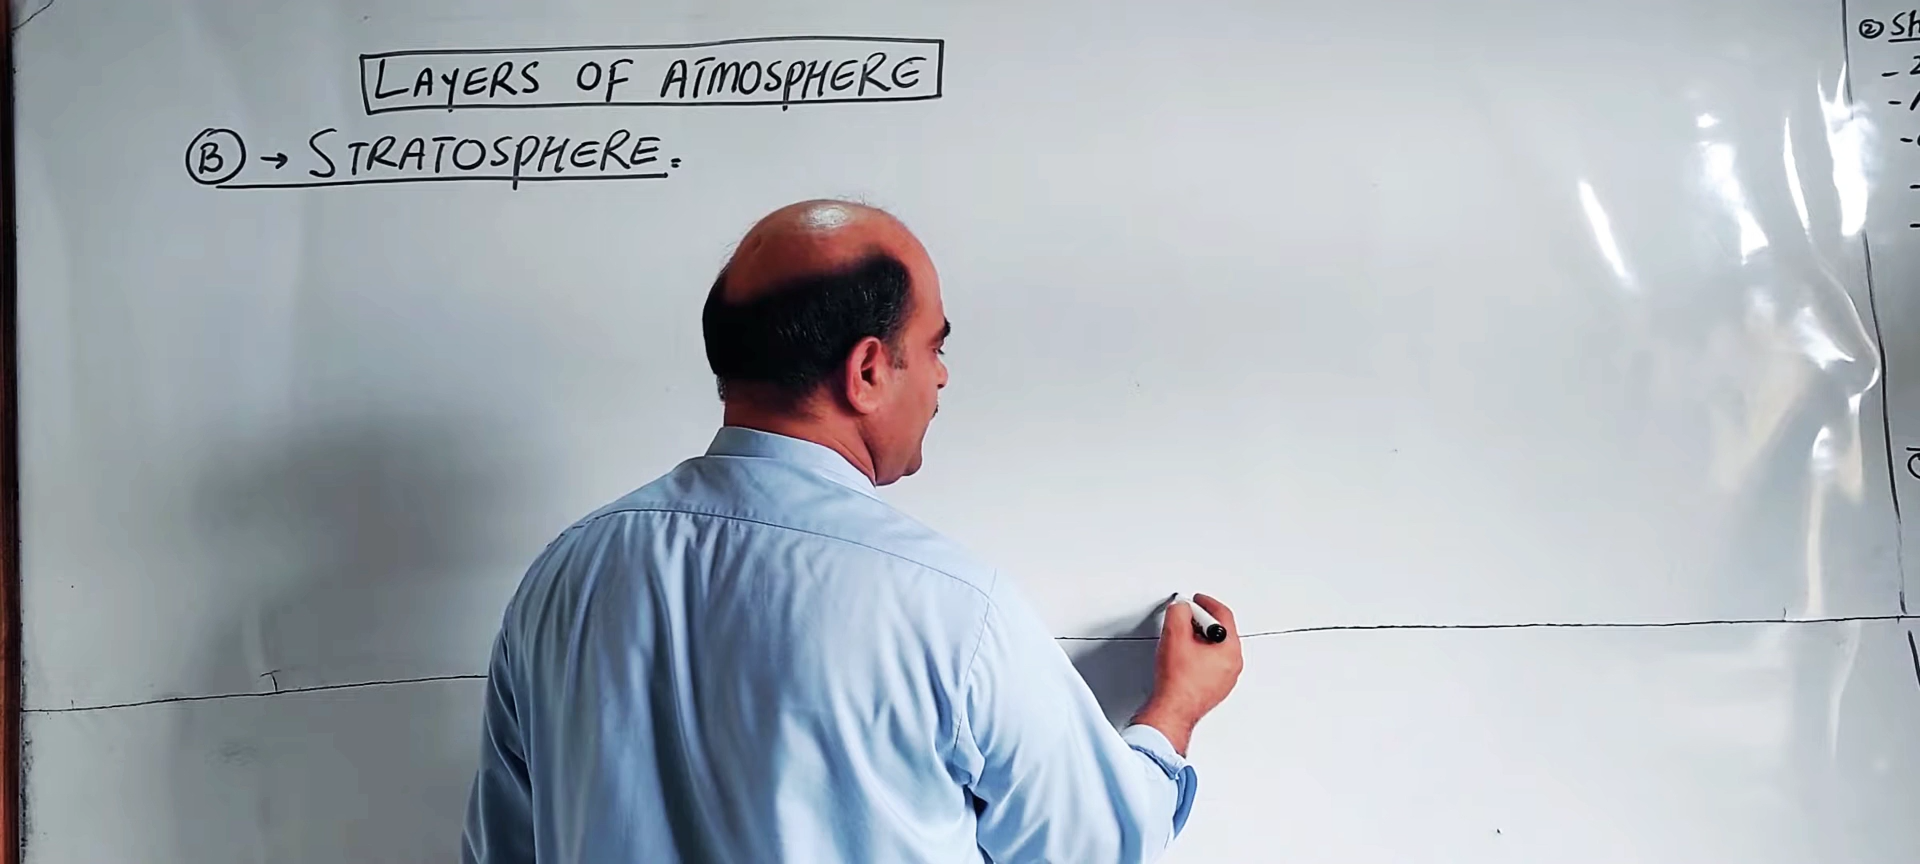 LAYERS OF ATMOSPHERE
B → STRATOSPHERE.